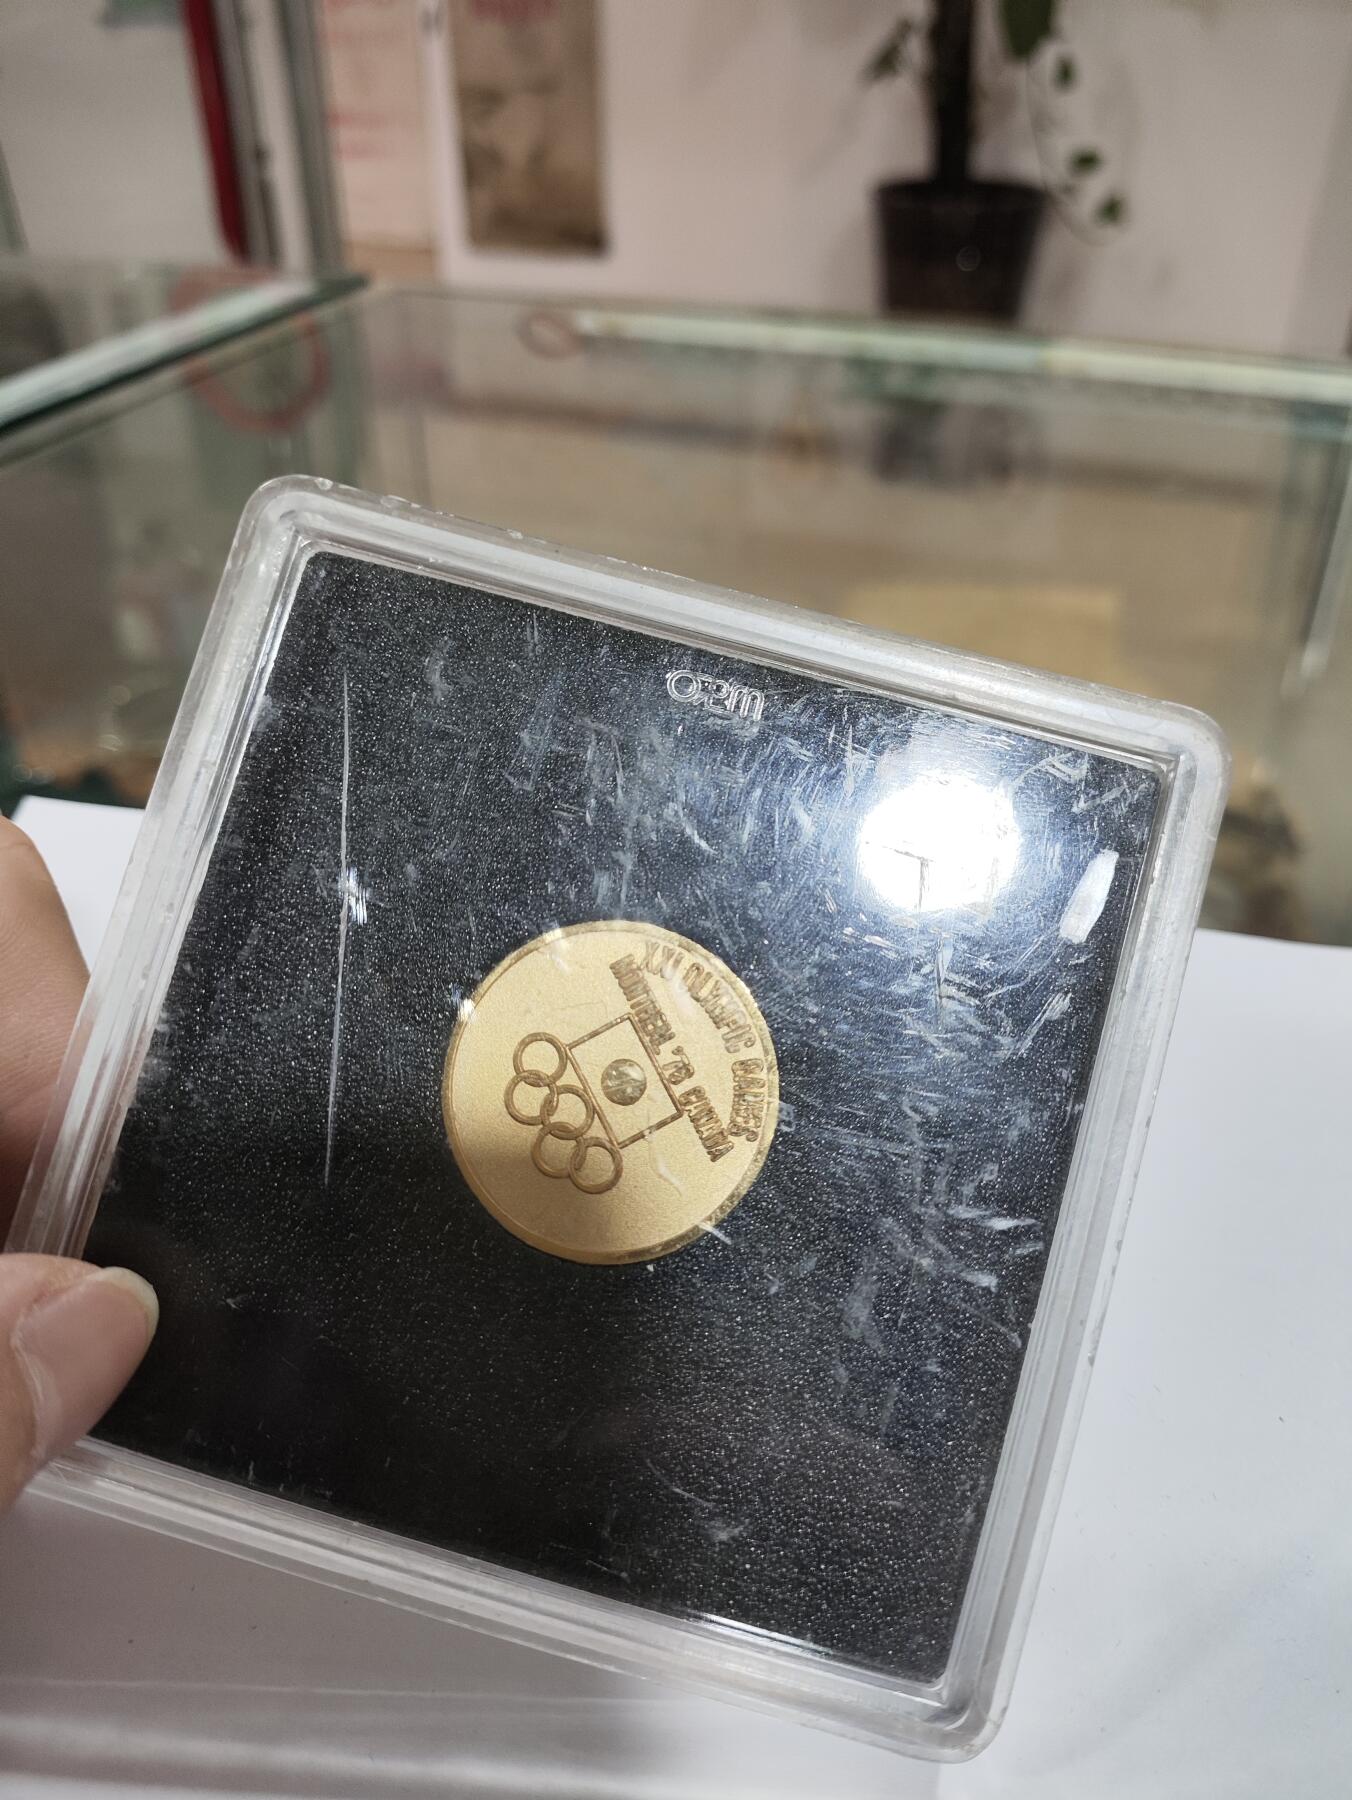 XXI OLYMPIC GAMES
MONTREAL '76 CANADA